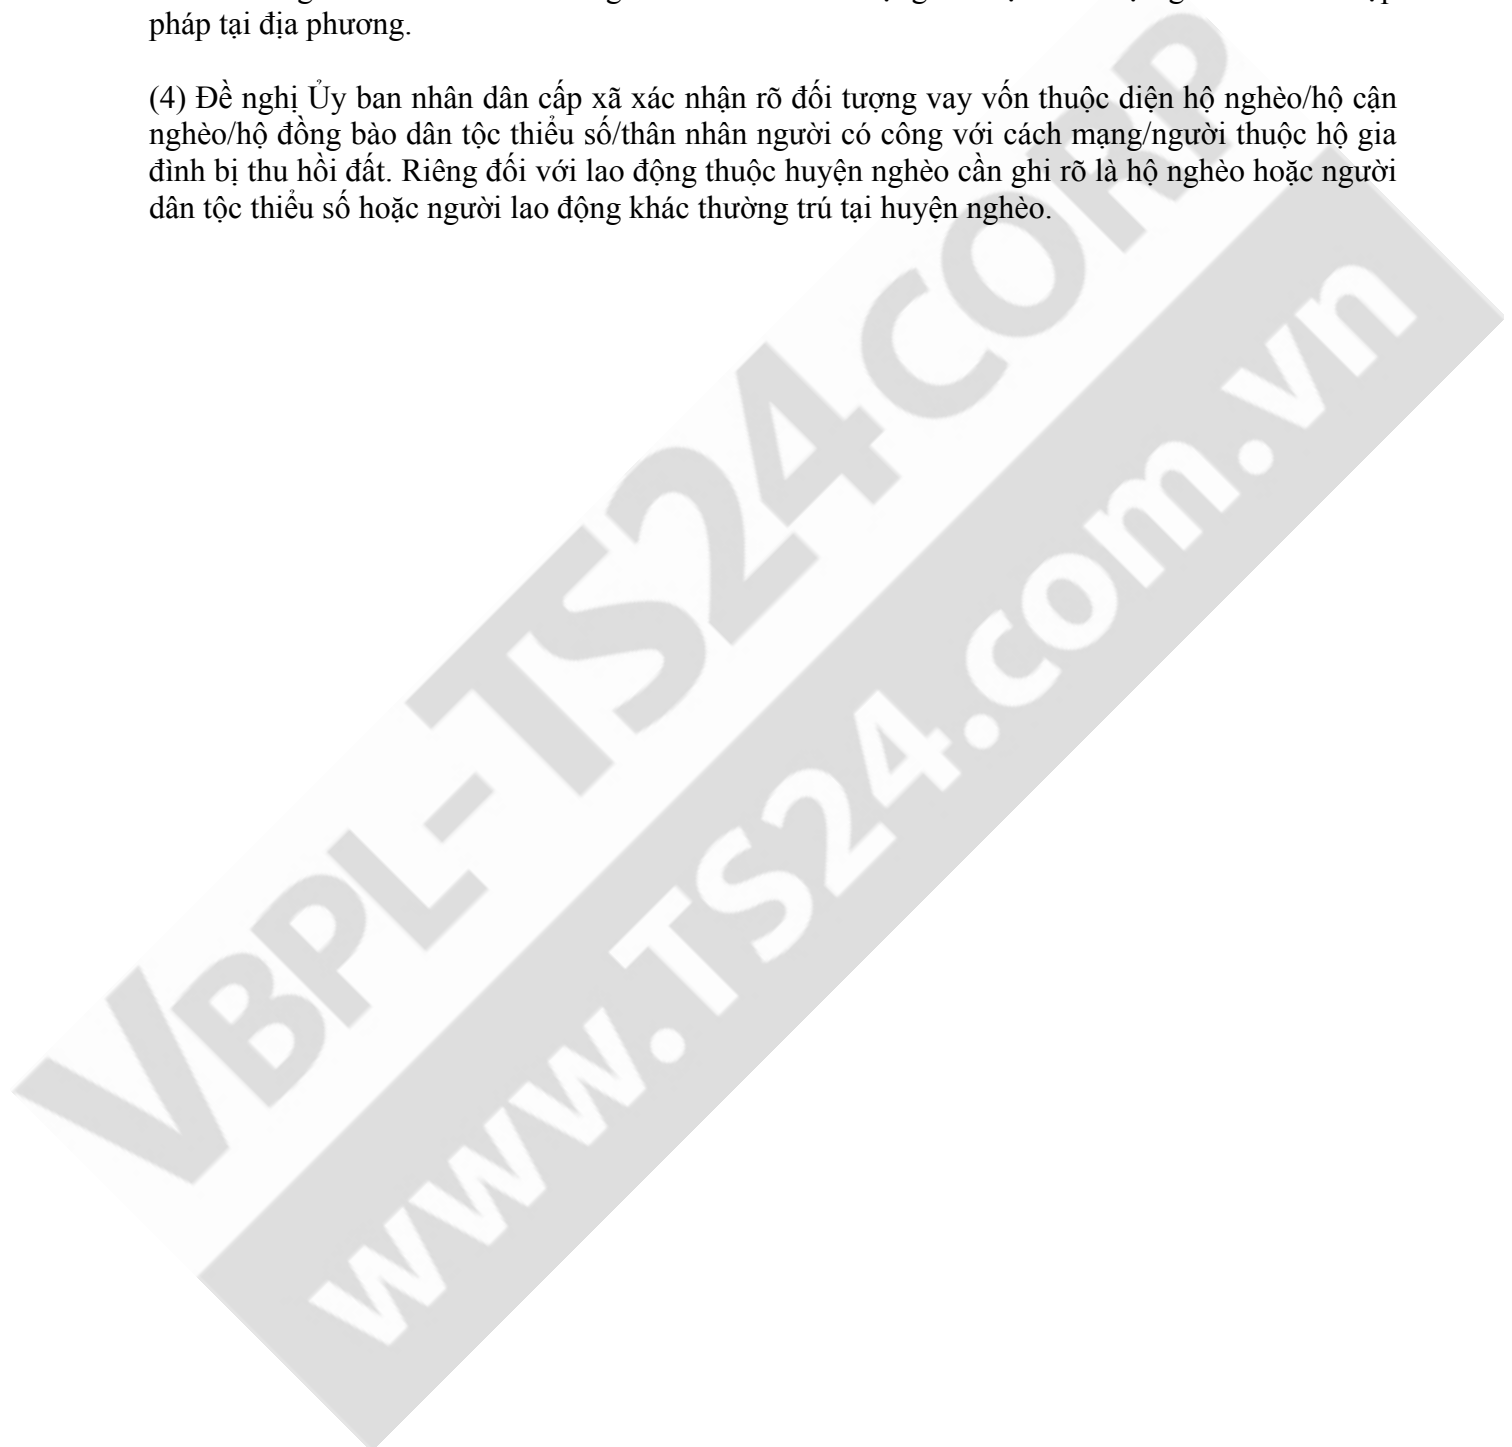 pháp tại địa phương.
(4) Đề nghị Ủy ban nhân dân cấp xã xác nhận rõ đối tượng vay vốn thuộc diện hộ nghèo/hộ cận
nghèo/hộ đồng bào dân tộc thiểu số/thân nhân người có công với cách mạng/người thuộc hộ gia
đình bị thu hồi đất. Riêng đối với lao động thuộc huyện nghèo cần ghi rõ là hộ nghèo hoặc người
dân tộc thiểu số hoặc người lao động khác thường trú tại huyện nghèo.
VBPL-TS24CORP
www.TS24.com.vn